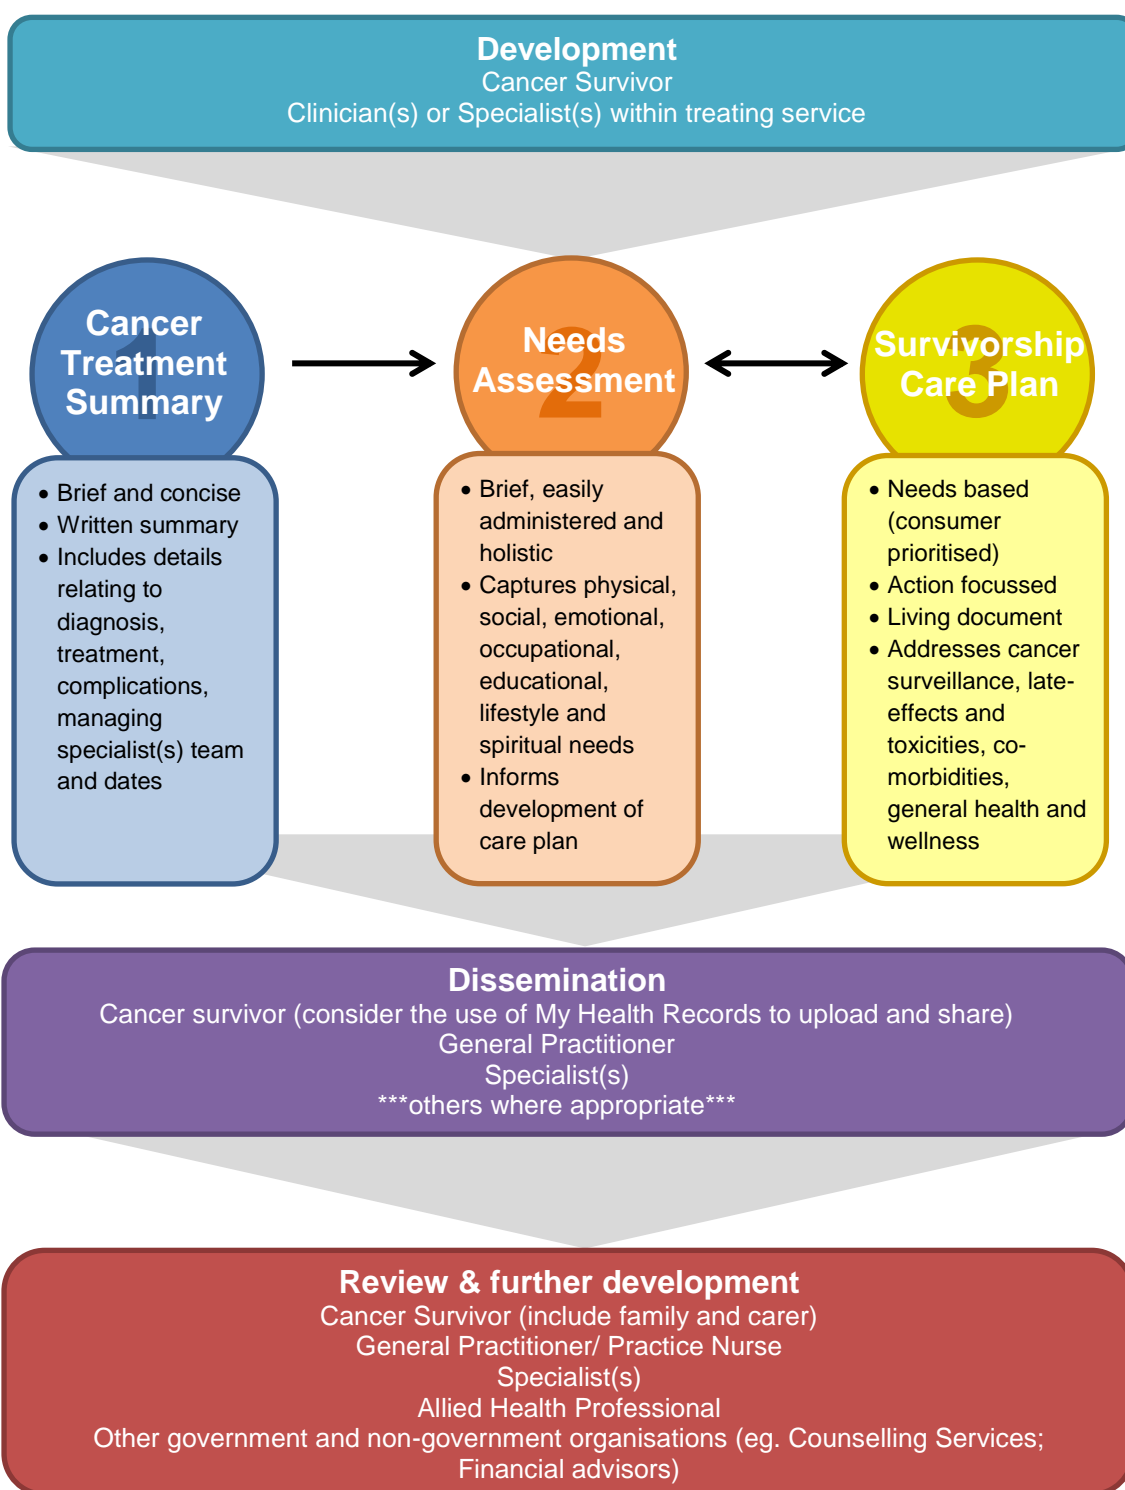 Development
Cancer Survivor
Clinician(s) or Specialist(s) within treating service
1
Cancer
Treatment
Summary
2
Needs
Assessment
3
Survivorship
Care Plan
• Brief and concise
• Written summary
• Includes details
relating to
diagnosis,
treatment,
complications,
managing
specialist(s) team
and dates
• Brief, easily
administered and
holistic
• Captures physical,
social, emotional,
occupational,
educational,
lifestyle and
spiritual needs
• Informs
development of
care plan
• Needs based
(consumer
prioritised)
• Action focussed
• Living document
• Addresses cancer
surveillance, late-
effects and
toxicities, co-
morbidities,
general health and
wellness
Dissemination
Cancer survivor (consider the use of My Health Records to upload and share)
General Practitioner
Specialist(s)
***others where appropriate***
Review & further development
Cancer Survivor (include family and carer)
General Practitioner/ Practice Nurse
Specialist(s)
Allied Health Professional
Other government and non-government organisations (eg. Counselling Services;
Financial advisors)